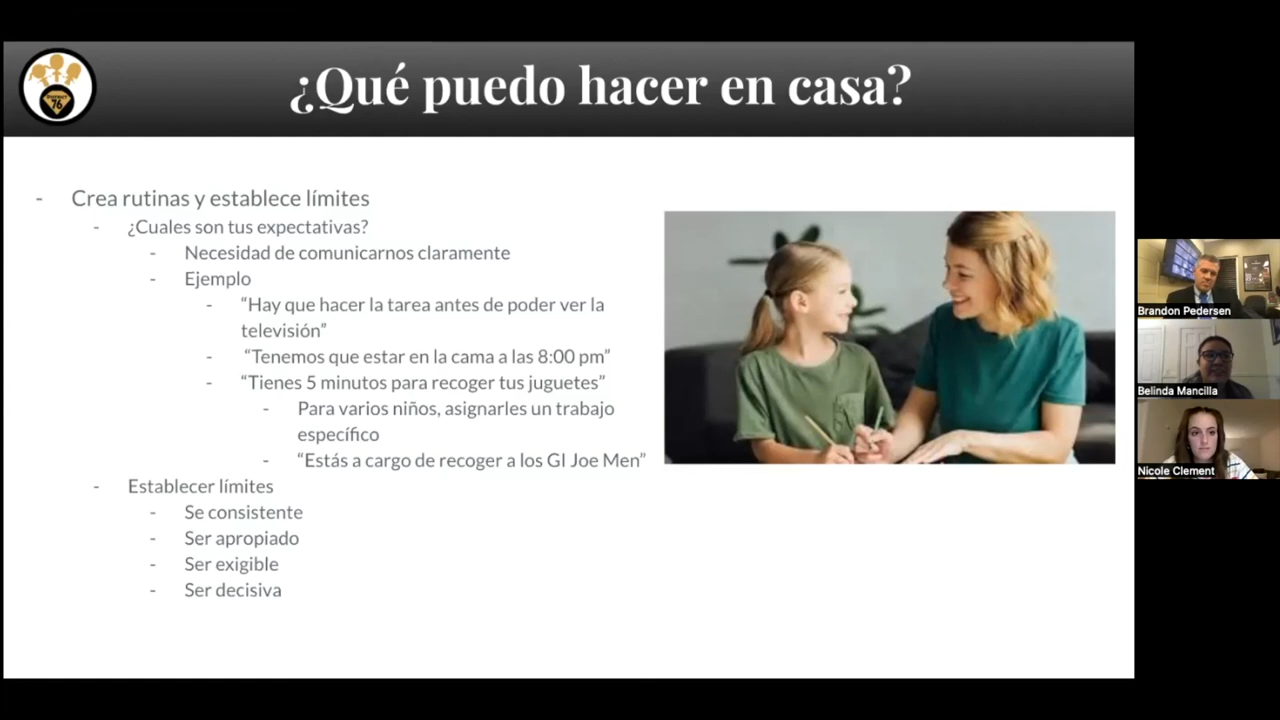 ¿Qué puedo hacer en casa?
DISTRICT
76
- Crea rutinas y establece límites
- ¿Cuales son tus expectativas?
- Necesidad de comunicarnos claramente
- Ejemplo
- “Hay que hacer la tarea antes de poder ver la
televisión”
- “Tenemos que estar en la cama a las 8:00 pm”
- “Tienes 5 minutos para recoger tus juguetes”
- Para varios niños, asignarles un trabajo
específico
- “Estás a cargo de recoger a los GI Joe Men”
- Establecer límites
- Se consistente
- Ser apropiado
- Ser exigible
- Ser decisiva
Brandon Pedersen
Belinda Mancilla
Nicole Clement